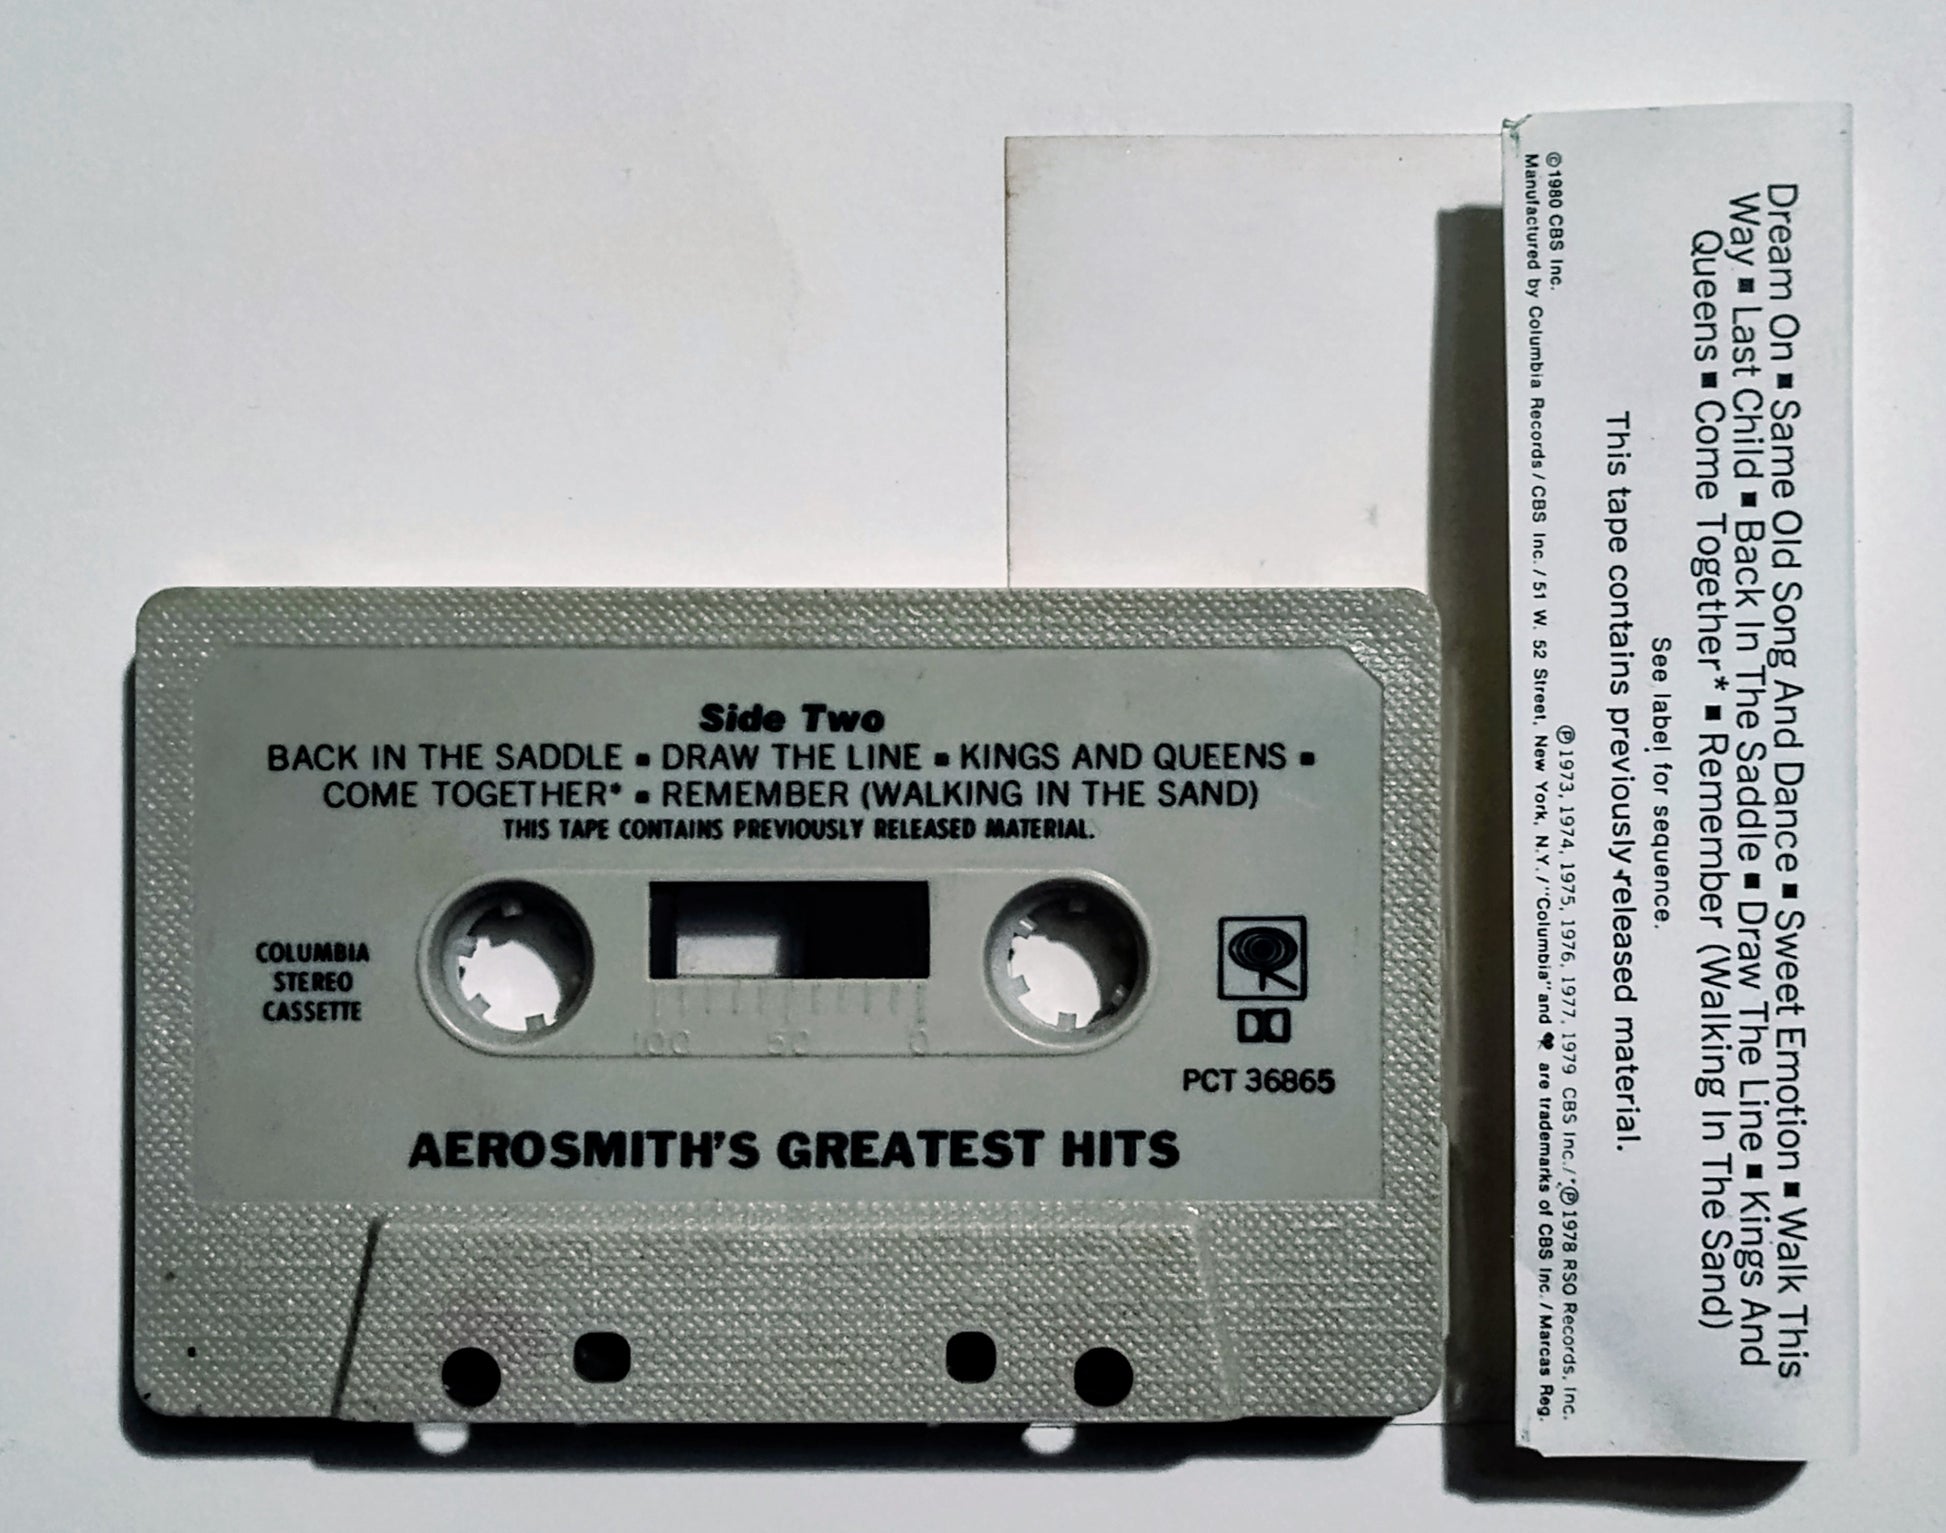 Side Two
BACK IN THE SADDLE ▪ DRAW THE LINE ▪ KINGS AND QUEENS ▪
COME TOGETHER* ▪ REMEMBER (WALKING IN THE SAND)
THIS TAPE CONTAINS PREVIOUSLY RELEASED MATERIAL.
COLUMBIA
STEREO
CASSETTE
100 50 0
PCT 36865
AEROSMITH'S GREATEST HITS
Dream On ▪ Same Old Song And Dance ▪ Sweet Emotion ▪ Walk This
Way ▪ Last Child ▪ Back In The Saddle ▪ Draw The Line ▪ Kings And
Queens ▪ Come Together* ▪ Remember (Walking In The Sand)
See label for sequence.
This tape contains previously released material.
©1980 CBS Inc. ℗ 1973, 1974, 1975, 1976, 1977, 1979 CBS Inc./*℗ 1978 RSO Records, Inc.
Manufactured by Columbia Records/CBS Inc./51 W. 52 Street, New York, N.Y./"Columbia" and are trademarks of CBS Inc./Marcas Reg.